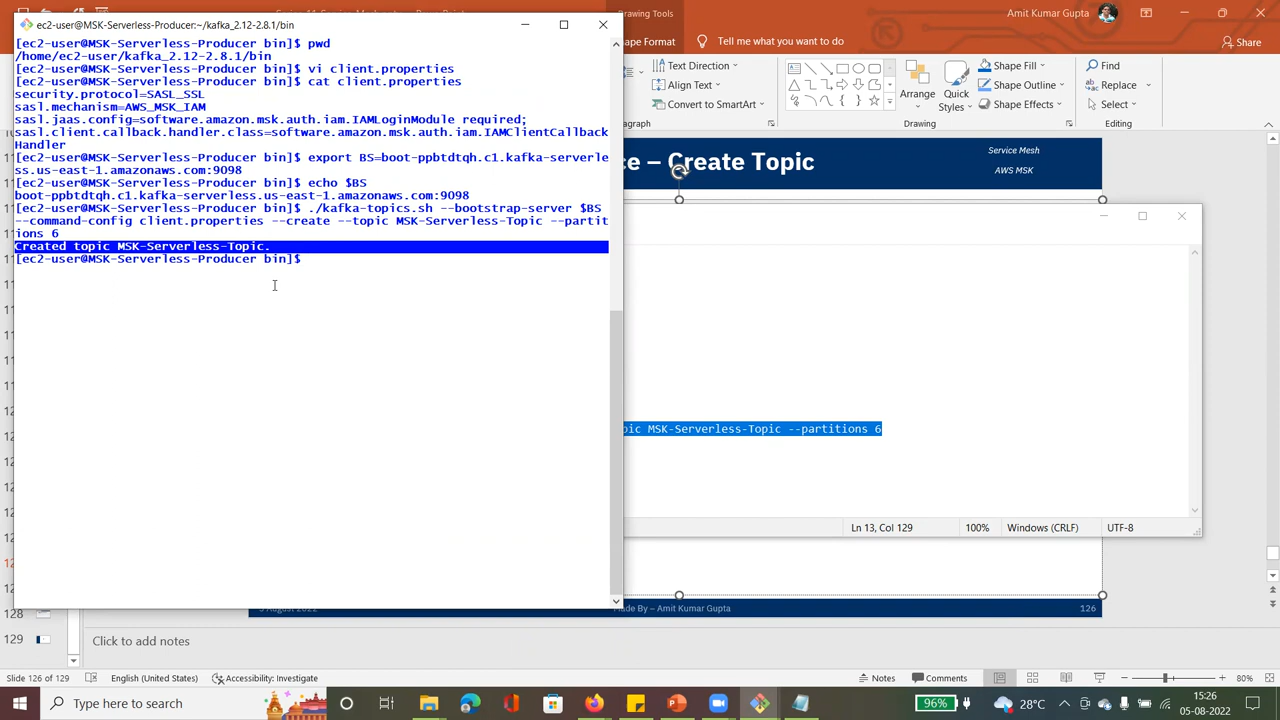 ec2-user@MSK-Serverless-Producer:~/kafka_2.12-2.8.1/bin
Drawing Tools
Amit Kumar Gupta
Shape Format
Tell me what you want to do
Share
[ec2-user@MSK-Serverless-Producer bin]$ pwd
/home/ec2-user/kafka_2.12-2.8.1/bin
[ec2-user@MSK-Serverless-Producer bin]$ vi client.properties
[ec2-user@MSK-Serverless-Producer bin]$ cat client.properties
security.protocol=SASL_SSL
sasl.mechanism=AWS_MSK_IAM
sasl.jaas.config=software.amazon.msk.auth.iam.IAMLoginModule required;
sasl.client.callback.handler.class=software.amazon.msk.auth.iam.IAMClientCallback
Handler
[ec2-user@MSK-Serverless-Producer bin]$ export BS=boot-ppbtdtqh.c1.kafka-serverle
ss.us-east-1.amazonaws.com:9098
[ec2-user@MSK-Serverless-Producer bin]$ echo $BS
boot-ppbtdtqh.c1.kafka-serverless.us-east-1.amazonaws.com:9098
[ec2-user@MSK-Serverless-Producer bin]$ ./kafka-topics.sh --bootstrap-server $BS
--command-config client.properties --create --topic MSK-Serverless-Topic --partit
ions 6
Created topic MSK-Serverless-Topic.
[ec2-user@MSK-Serverless-Producer bin]$
Text Direction
Align Text
Convert to SmartArt
Arrange
Quick
Styles
Shape Fill
Shape Outline
Shape Effects
Find
Replace
Select
Drawing
Editing
ce – Create Topic
Service Mesh
AWS MSK
pic MSK-Serverless-Topic --partitions 6
Ln 13, Col 129
100%
Windows (CRLF)
UTF-8
Made By – Amit Kumar Gupta
126
128
129
Click to add notes
Slide 126 of 129
English (United States)
Accessibility: Investigate
Notes
Comments
80%
Type here to search
96%
28°C
ENG
15:26
05-08-2022